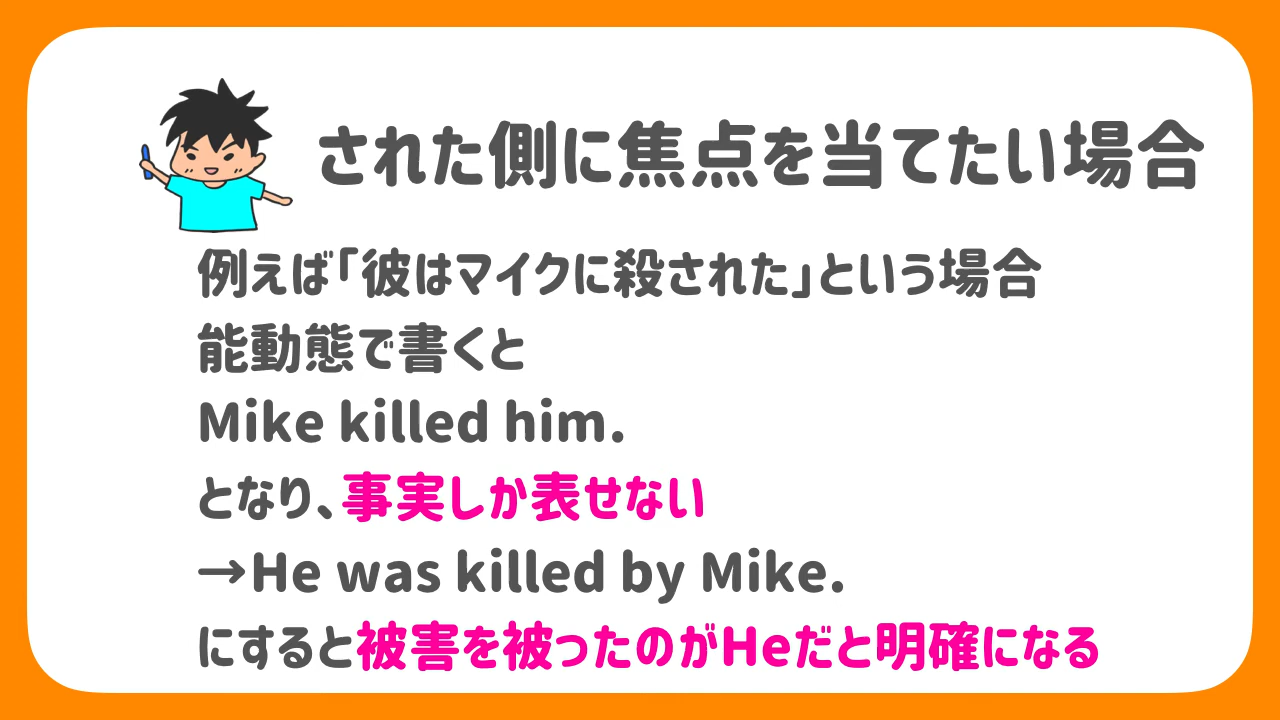 された側に焦点を当てたい場合
例えば「彼はマイクに殺された」という場合
能動態で書くと
Mike killed him.
となり、事実しか表せない
→He was killed by Mike.
にすると被害を被ったのがHeだと明確になる